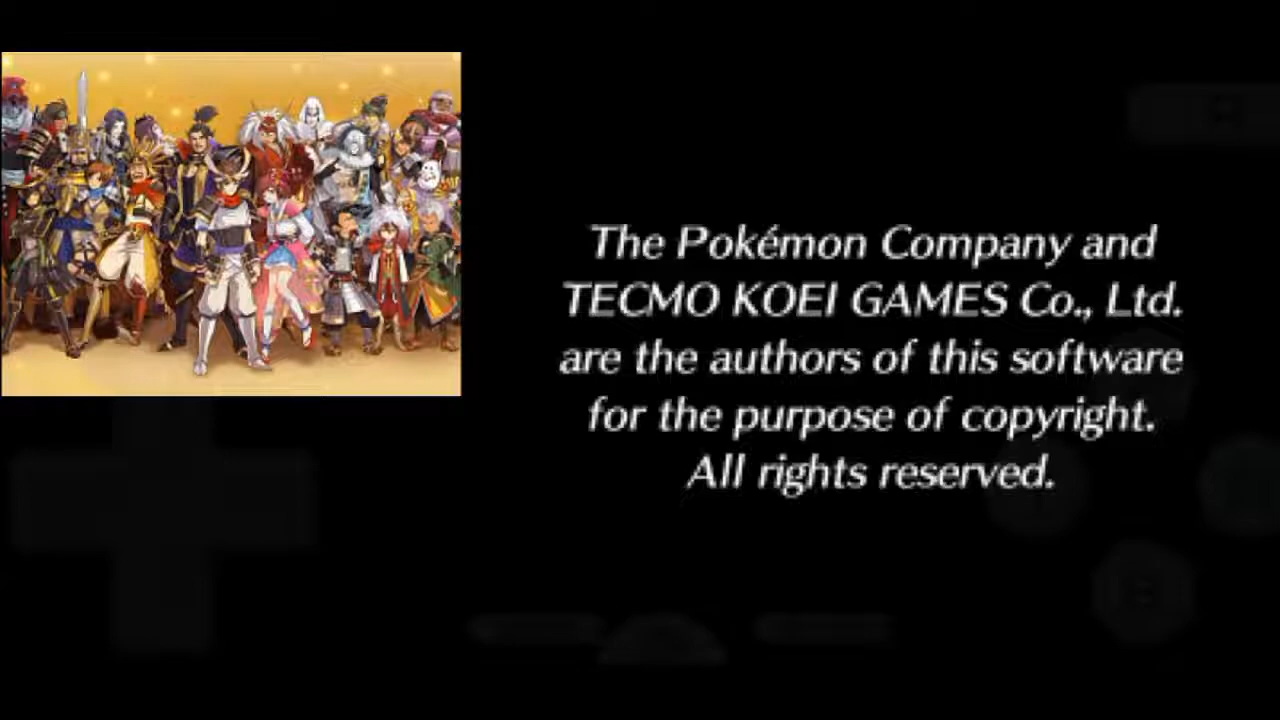 The Pokémon Company and
TECMO KOEI GAMES Co., Ltd.
are the authors of this software
for the purpose of copyright.
All rights reserved.